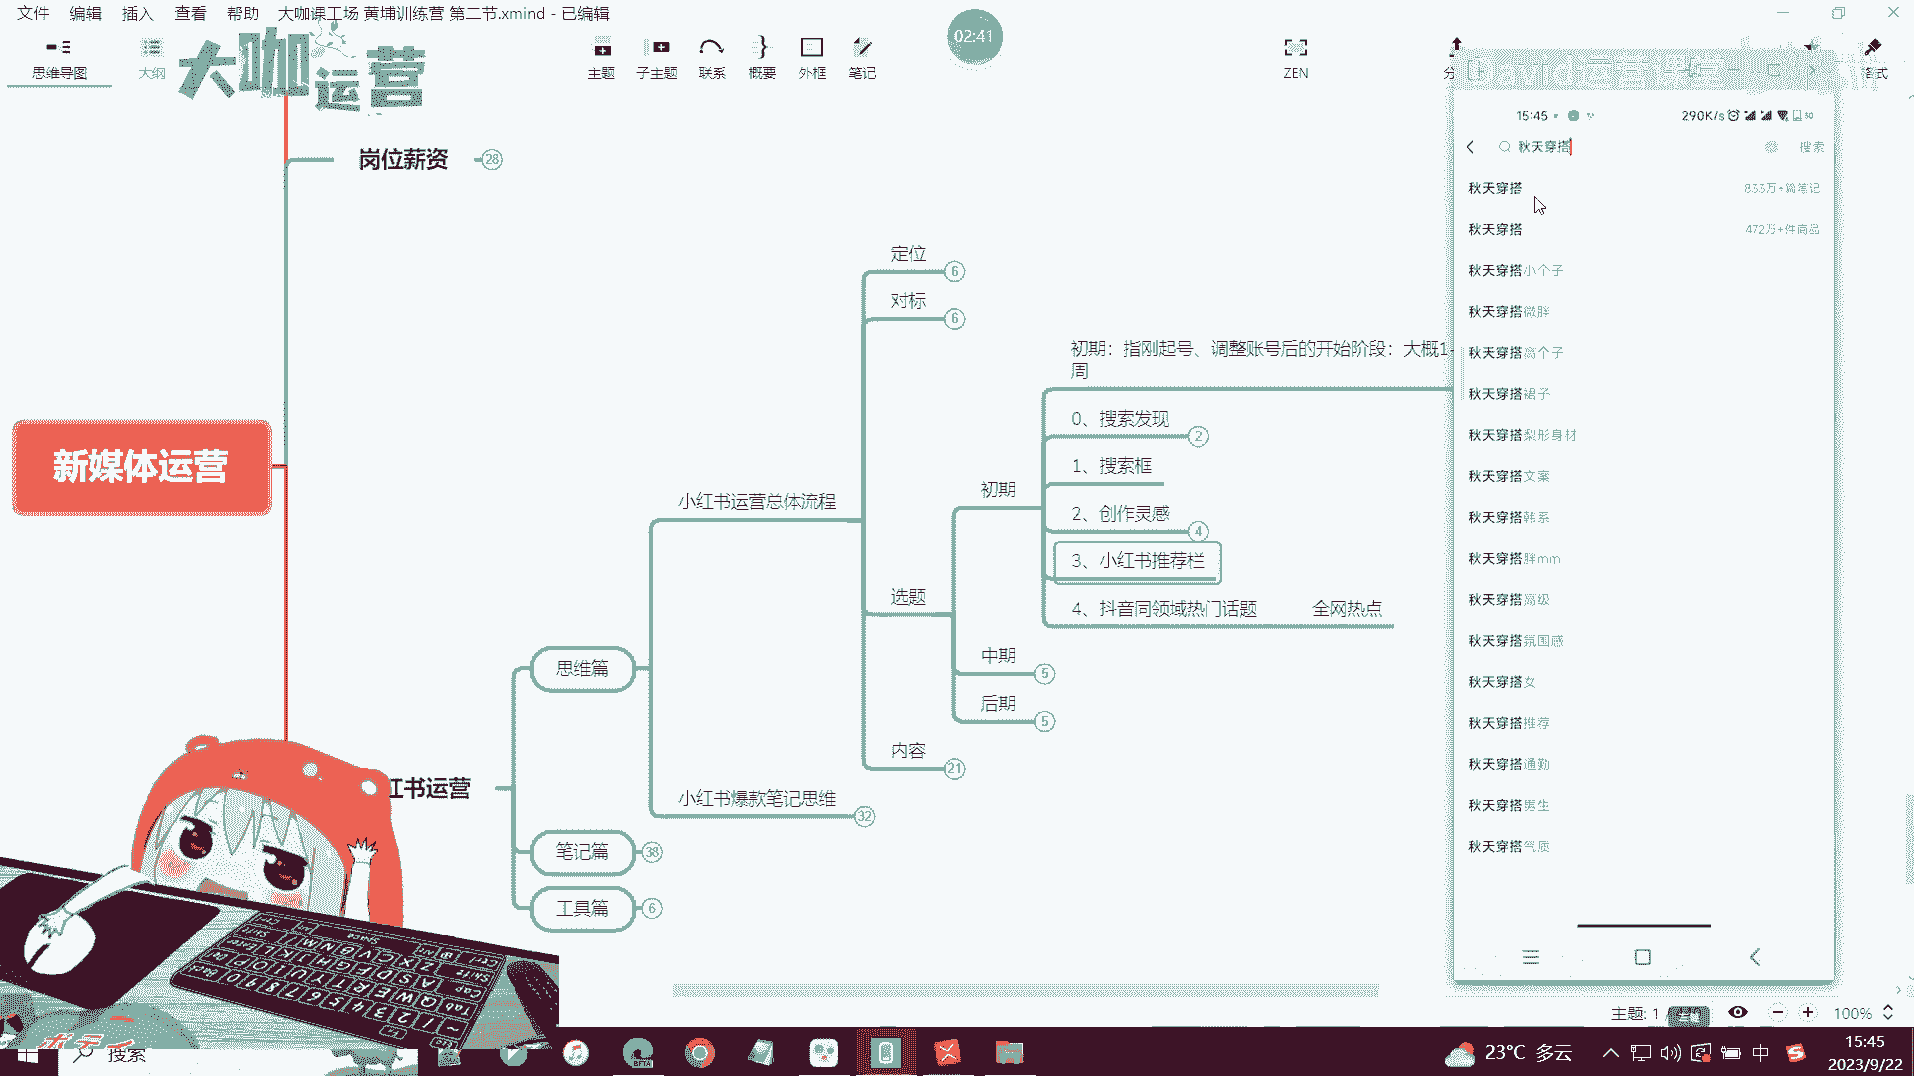 文件 编辑 插入 查看 帮助 大咖课工场 黄埔训练营 第二节.xmind - 已编辑
思维导图 大纲 主题 子主题 联系 概要 外框 笔记 ZEN
大咖运营
02:41
岗位薪资 28
新媒体运营
红书运营
思维篇
笔记篇 38
工具篇 6
小红书运营总体流程
小红书爆款笔记思维 32
定位 6
对标 6
选题
内容 21
初期
中期 5
后期 5
初期：指刚起号、调整账号后的开始阶段：大概1-
周
0、搜索发现 2
1、搜索框
2、创作灵感 4
3、小红书推荐栏
4、抖音同领域热门话题 全网热点
15:45 290K/s
秋天穿搭 搜索
秋天穿搭 833万+篇笔记
秋天穿搭 472万+件商品
秋天穿搭小个子
秋天穿搭微胖
秋天穿搭高个子
秋天穿搭裙子
秋天穿搭梨形身材
秋天穿搭文案
秋天穿搭韩系
秋天穿搭胖mm
秋天穿搭高级
秋天穿搭氛围感
秋天穿搭女
秋天穿搭推荐
秋天穿搭通勤
秋天穿搭男生
秋天穿搭气质
主题: 1 100%
搜索
23°C 多云 中 15:45
2023/9/22